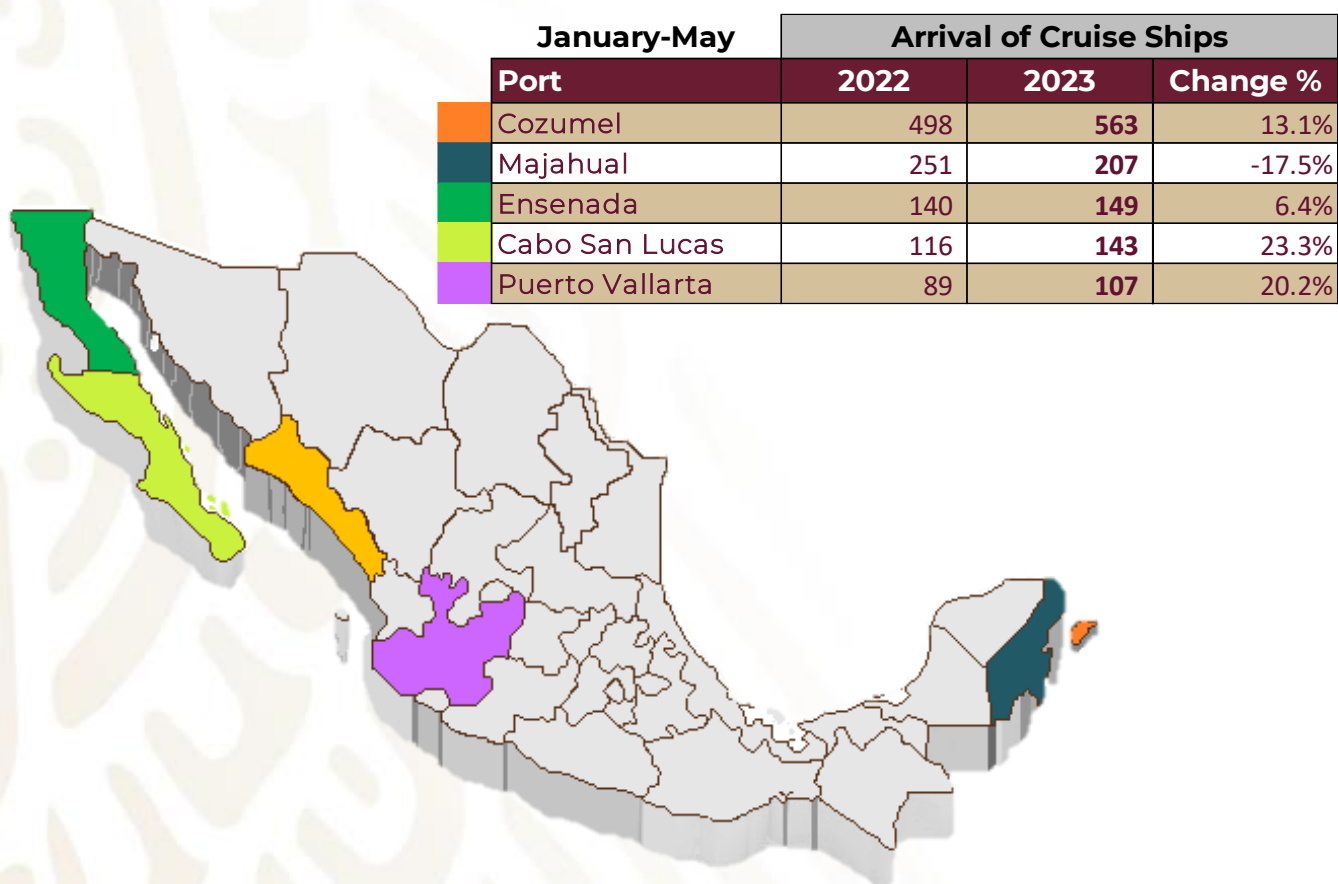 January-May Arrival of Cruise Ships
Port 2022 2023 Change %
Cozumel 498 563 13.1%
Majahual 251 207 -17.5%
Ensenada 140 149 6.4%
Cabo San Lucas 116 143 23.3%
Puerto Vallarta 89 107 20.2%